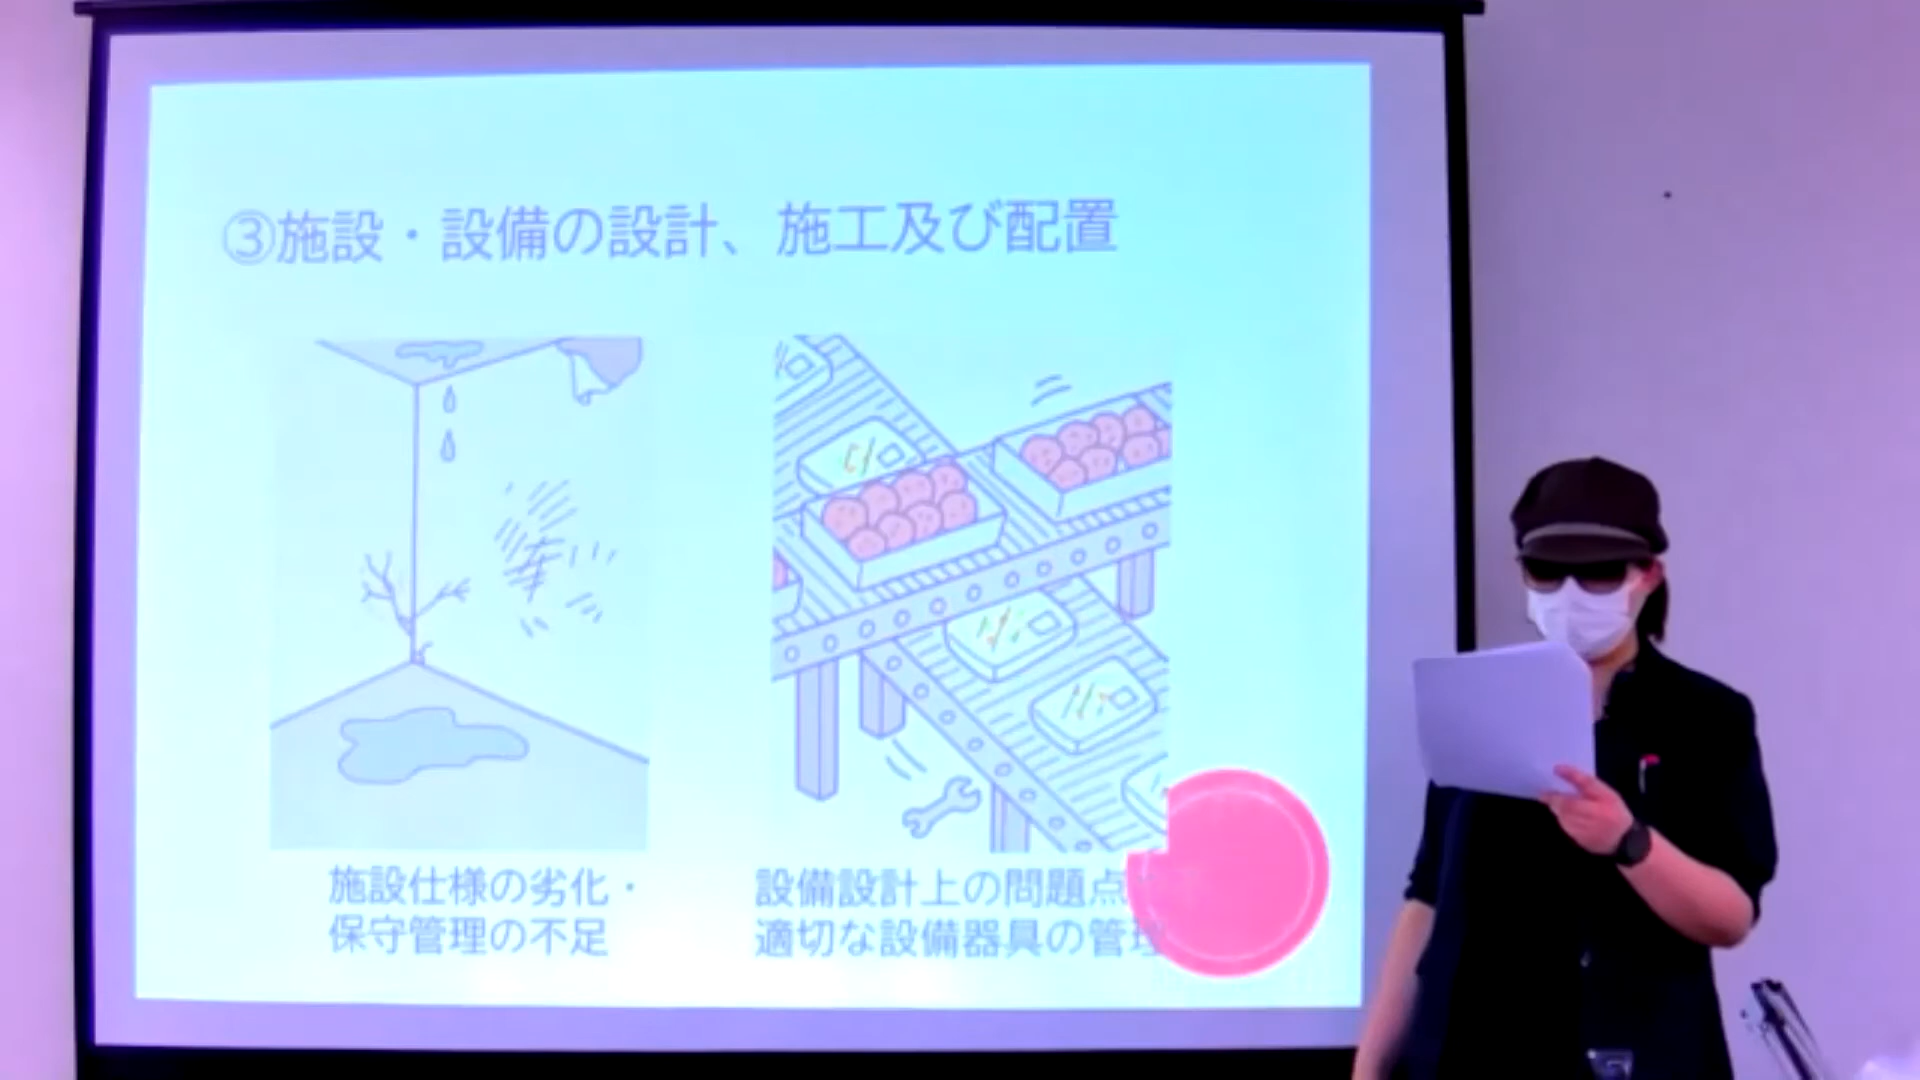 ③施設・設備の設計、施工及び配置
施設仕様の劣化・
保守管理の不足
設備設計上の問題点
適切な設備器具の管理